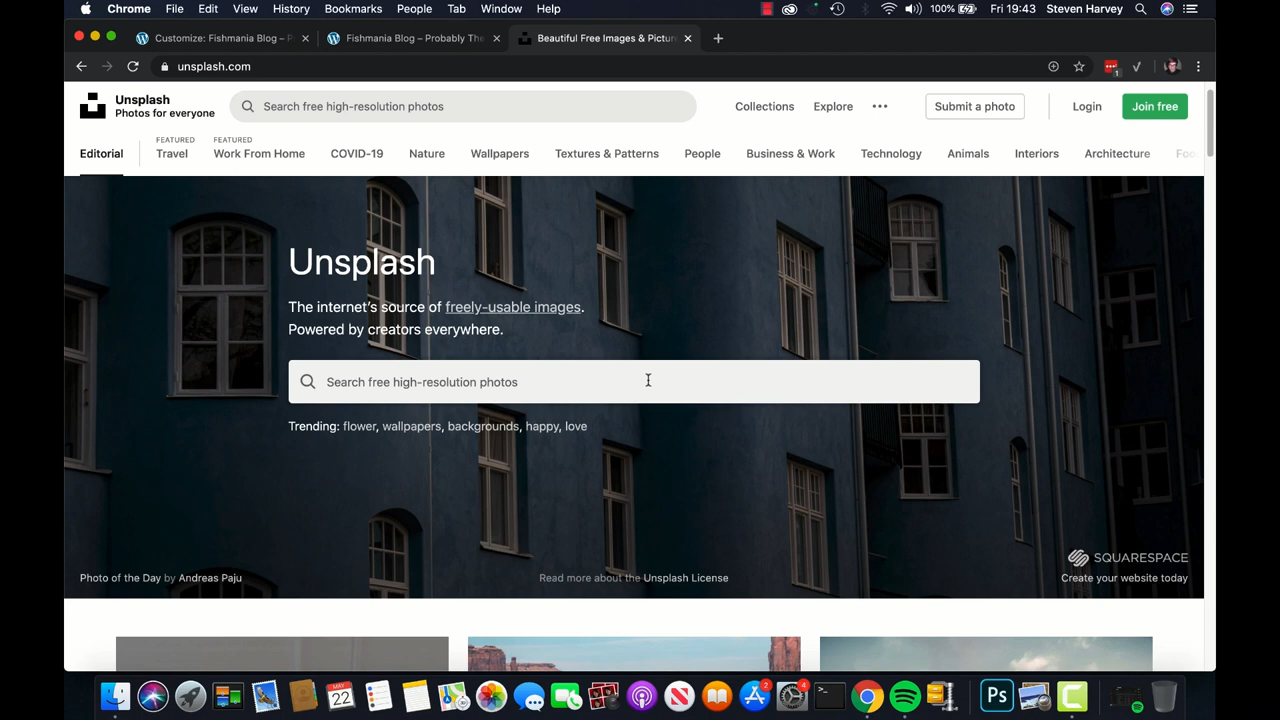 Chrome File Edit View History Bookmarks People Tab Window Help 100% Fri 19:43 Steven Harvey
Customize: Fishmania Blog – P
Fishmania Blog – Probably The
Beautiful Free Images & Pictur
unsplash.com
1
Unsplash
Photos for everyone
Search free high-resolution photos
Collections Explore Submit a photo Login Join free
FEATURED FEATURED
Editorial Travel Work From Home COVID-19 Nature Wallpapers Textures & Patterns People Business & Work Technology Animals Interiors Architecture
Unsplash
The internet's source of freely-usable images.
Powered by creators everywhere.
Search free high-resolution photos
Trending: flower, wallpapers, backgrounds, happy, love
SQUARESPACE
Photo of the Day by Andreas Paju
Read more about the Unsplash License
Create your website today
MAY
22
2
4
Ps